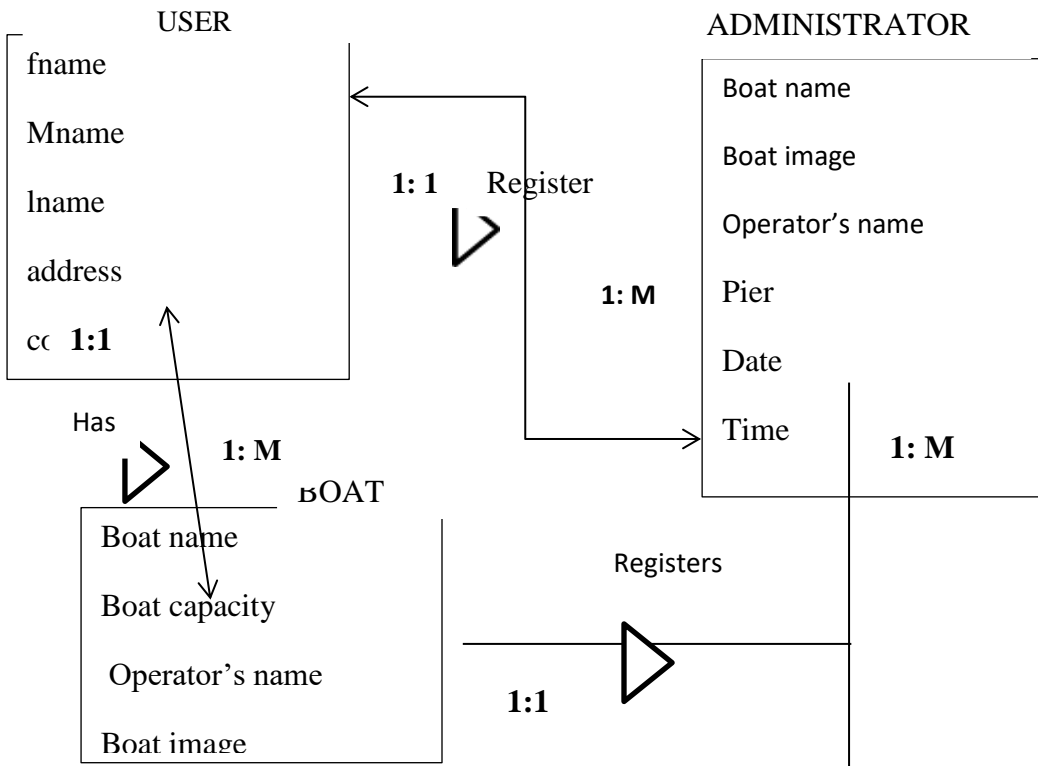 USER
fname
Mname
lname
address
1:1
ADMINISTRATOR
Boat name
Boat image
Operator’s name
Pier
Date
Time
1: 1
Register
1: M
1: M
Has
1: M
BOAT
Boat name
Boat capacity
Operator’s name
Boat image
Registers
1:1